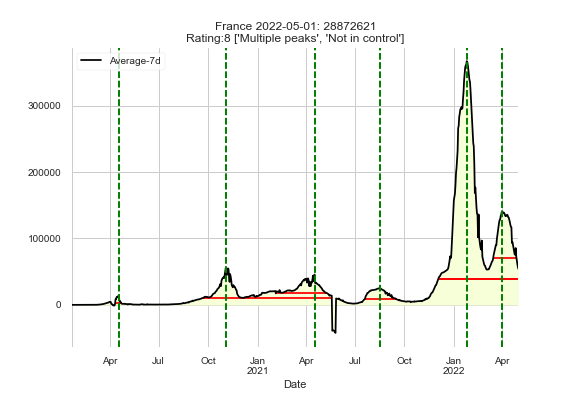 France 2022-05-01: 28872621
Rating:8 ['Multiple peaks', 'Not in control']
Average-7d
300000
200000
100000
0
Apr Jul Oct Jan Apr Jul Oct Jan Apr
2021 2022
Date